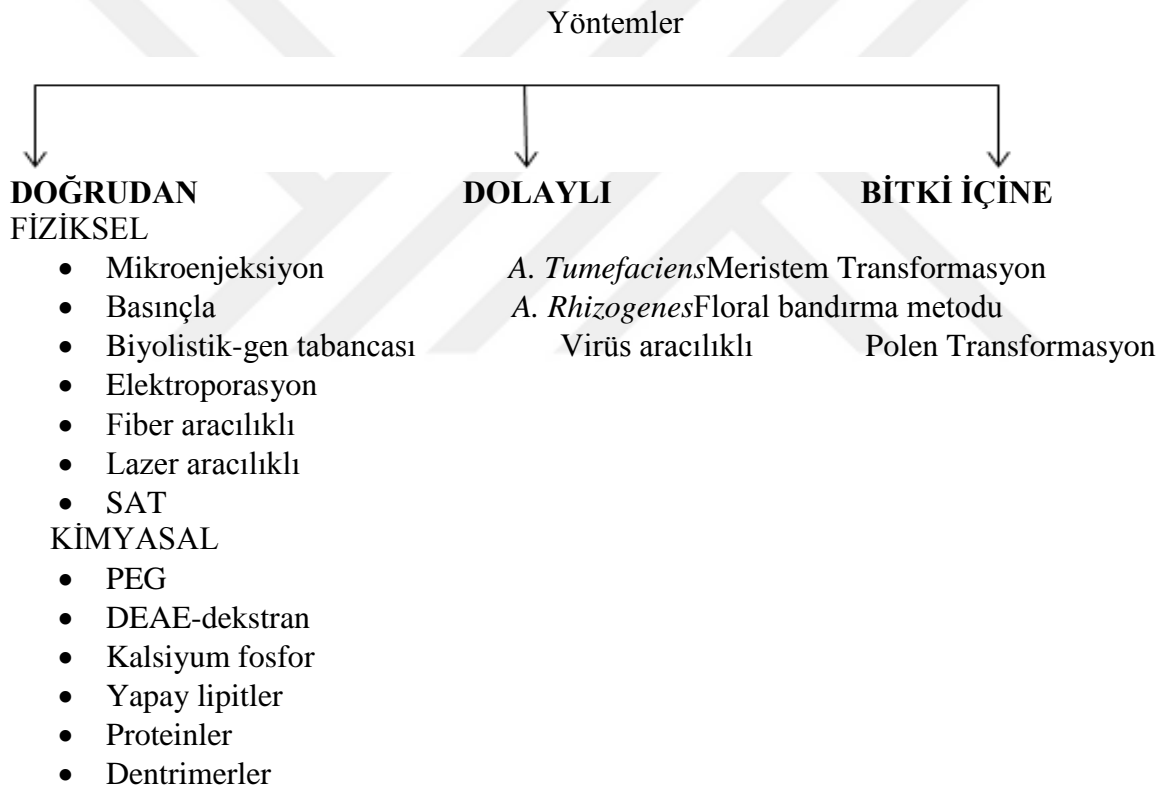 Yöntemler
DOĞRUDAN DOLAYLI BİTKİ İÇİNE
FİZİKSEL
• Mikroenjeksiyon A. TumefaciensMeristem Transformasyon
• Basınçla A. RhizogenesFloral bandırma metodu
• Biyolistik-gen tabancası Virüs aracılıklı Polen Transformasyon
• Elektroporasyon
• Fiber aracılıklı
• Lazer aracılıklı
• SAT
KİMYASAL
• PEG
• DEAE-dekstran
• Kalsiyum fosfor
• Yapay lipitler
• Proteinler
• Dentrimerler